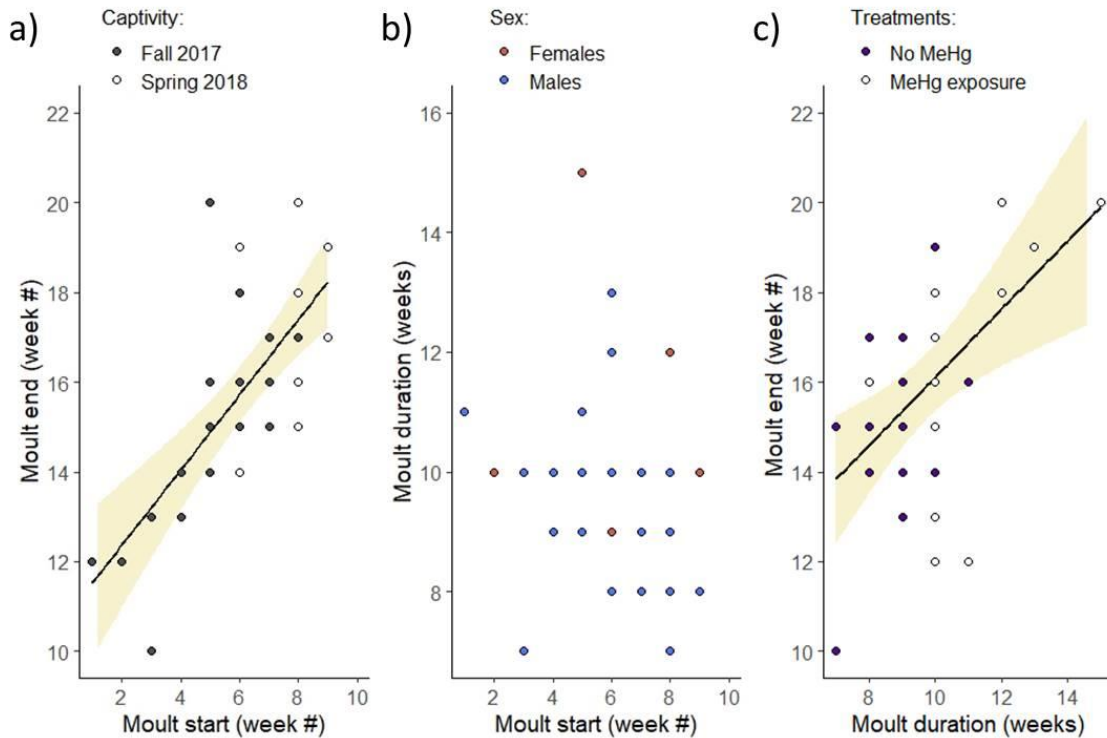 a)
Captivity:
Fall 2017
Spring 2018
22
20
18
16
14
12
10
2 4 6 8 10
Moult end (week #)
Moult start (week #)
b)
Sex:
Females
Males
16
14
12
10
8
2 4 6 8 10
Moult duration (weeks)
Moult start (week #)
c)
Treatments:
No MeHg
MeHg exposure
22
20
18
16
14
12
10
8 10 12 14
Moult end (week #)
Moult duration (weeks)